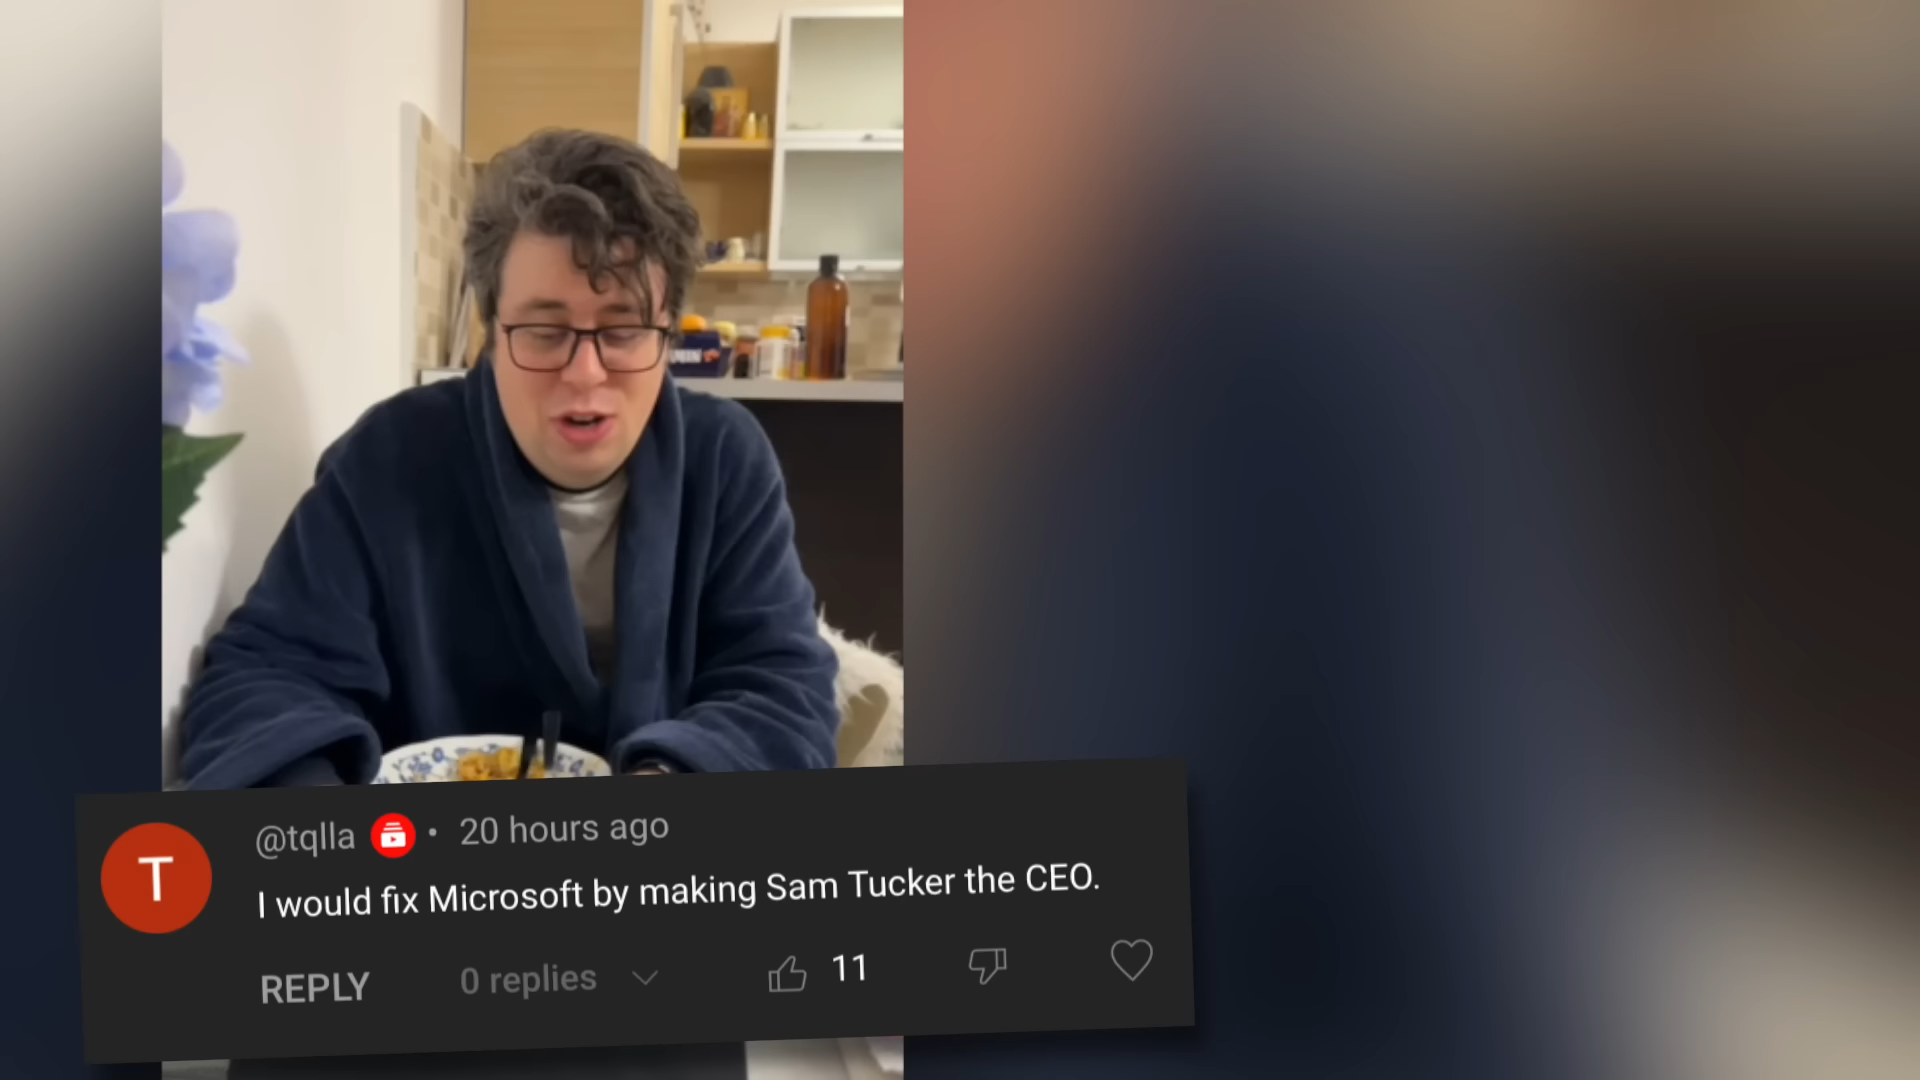 T
@tqlla • 20 hours ago
I would fix Microsoft by making Sam Tucker the CEO.
REPLY 0 replies 11